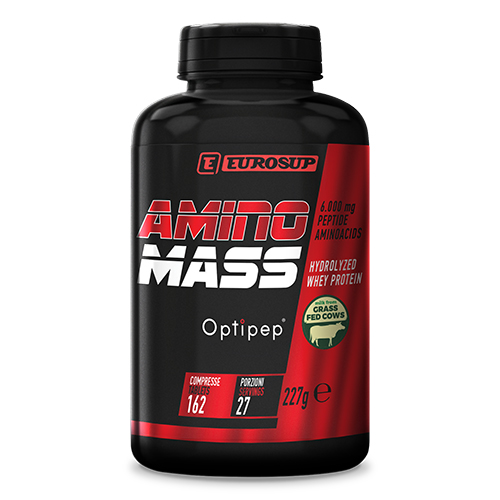 E EUROSUP
AMINO
MASS
6.000 mg
PEPTIDE
AMINOACIDS
HYDROLYZED
WHEY PROTEIN
Optipep®
milk from
GRASS
FED COWS
COMPRESSE
TABLETS
162
PORZIONI
SERVINGS
27
227g e